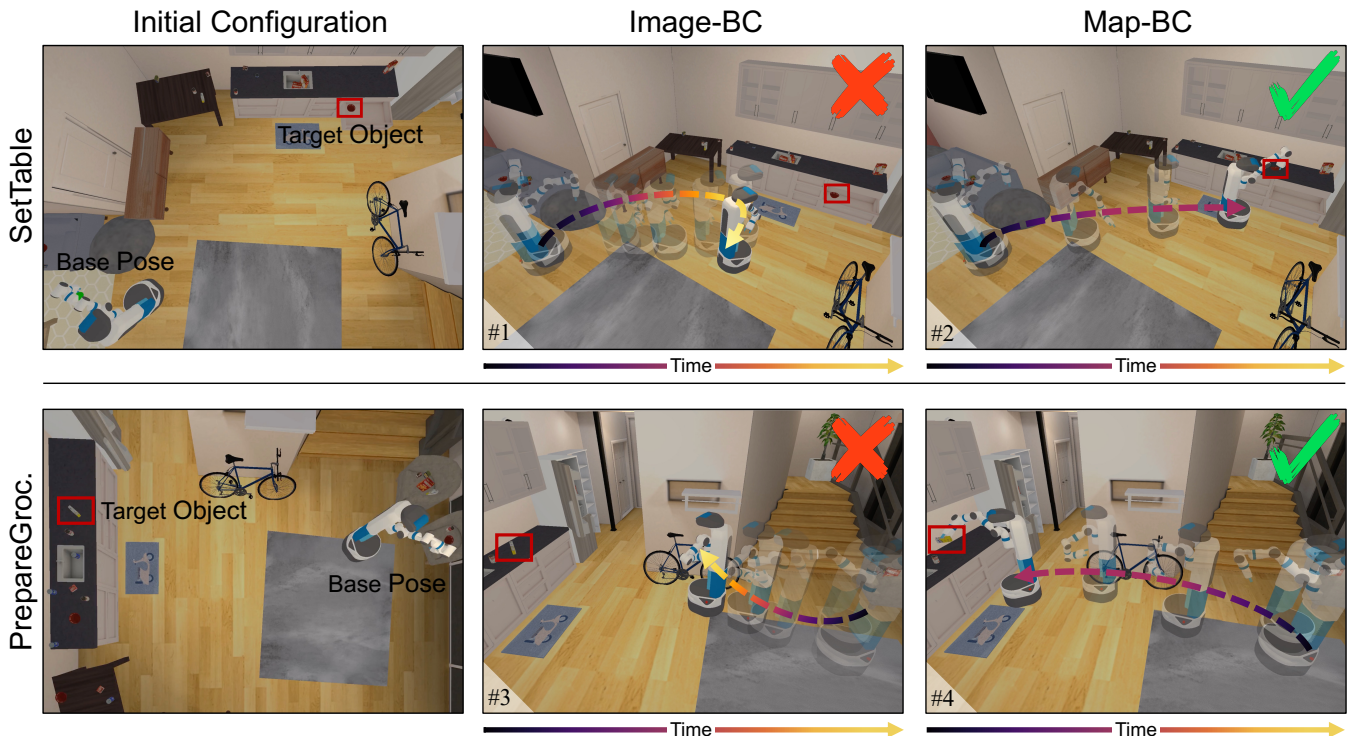 Initial Configuration
Image-BC
Map-BC
SetTable
Target Object
Base Pose
#1
#2
Time
Time
PrepareGroc.
Target Object
Base Pose
#3
#4
Time
Time